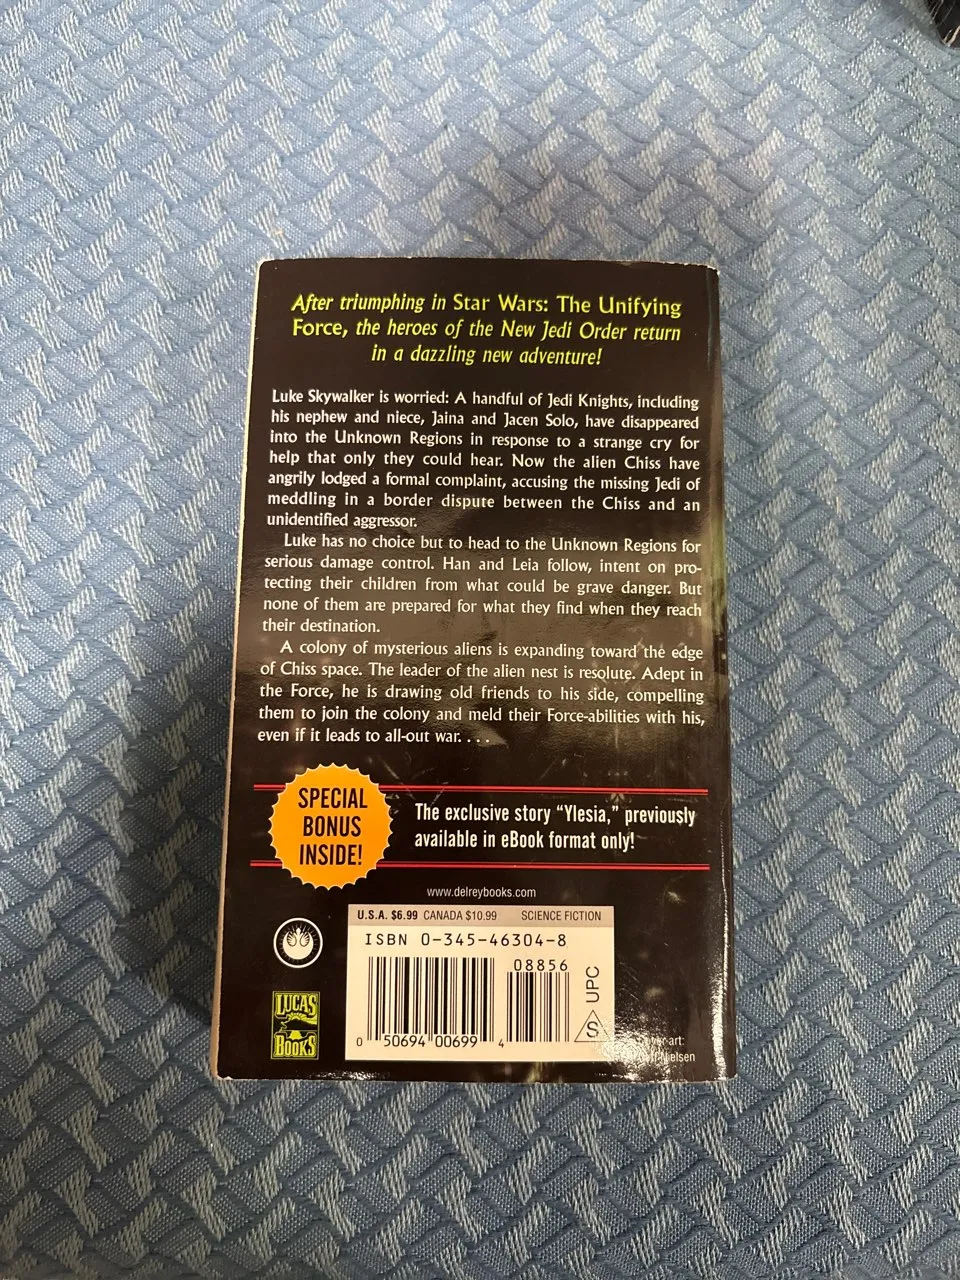 After triumphing in Star Wars: The Unifying
Force, the heroes of the New Jedi Order return
in a dazzling new adventure!
Luke Skywalker is worried: A handful of Jedi Knights, including
his nephew and niece, Jaina and Jacen Solo, have disappeared
into the Unknown Regions in response to a strange cry for
help that only they could hear. Now the alien Chiss have
angrily lodged a formal complaint, accusing the missing Jedi of
meddling in a border dispute between the Chiss and an
unidentified aggressor.
Luke has no choice but to head to the Unknown Regions for
serious damage control. Han and Leia follow, intent on pro-
tecting their children from what could be grave danger. But
none of them are prepared for what they find when they reach
their destination.
A colony of mysterious aliens is expanding toward the edge
of Chiss space. The leader of the alien nest is resolute. Adept in
the Force, he is drawing old friends to his side, compelling
them to join the colony and meld their Force-abilities with his,
even if it leads to all-out war. . . .
SPECIAL
BONUS
INSIDE!
The exclusive story “Ylesia,” previously
available in eBook format only!
www.delreybooks.com
U.S.A. $6.99 CANADA $10.99 SCIENCE FICTION
ISBN 0-345-46304-8
08856
0 50694 00699 4
UPC
S
LUCAS
BOOKS
art:
Nielsen